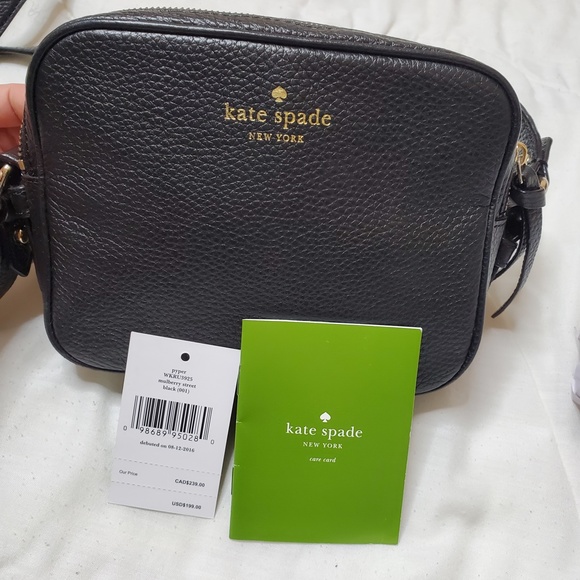 kate spade
NEW YORK
pyper
WKRU3925
mulberry street
black (001)
0 98689 95028 0
debuted on 08-12-2016
Our Price
CAD$239.00
USD$199.00
kate spade
NEW YORK
care card